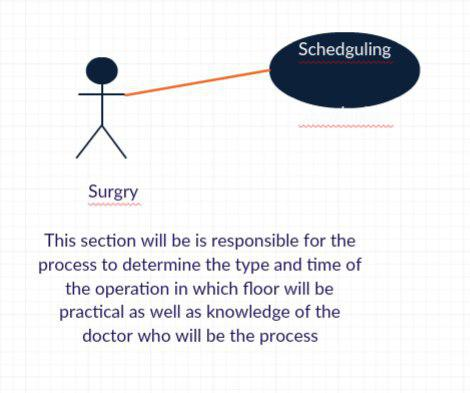 Schedguling
Surgry
This section will be is responsible for the
process to determine the type and time of
the operation in which floor will be
practical as well as knowledge of the
doctor who will be the process